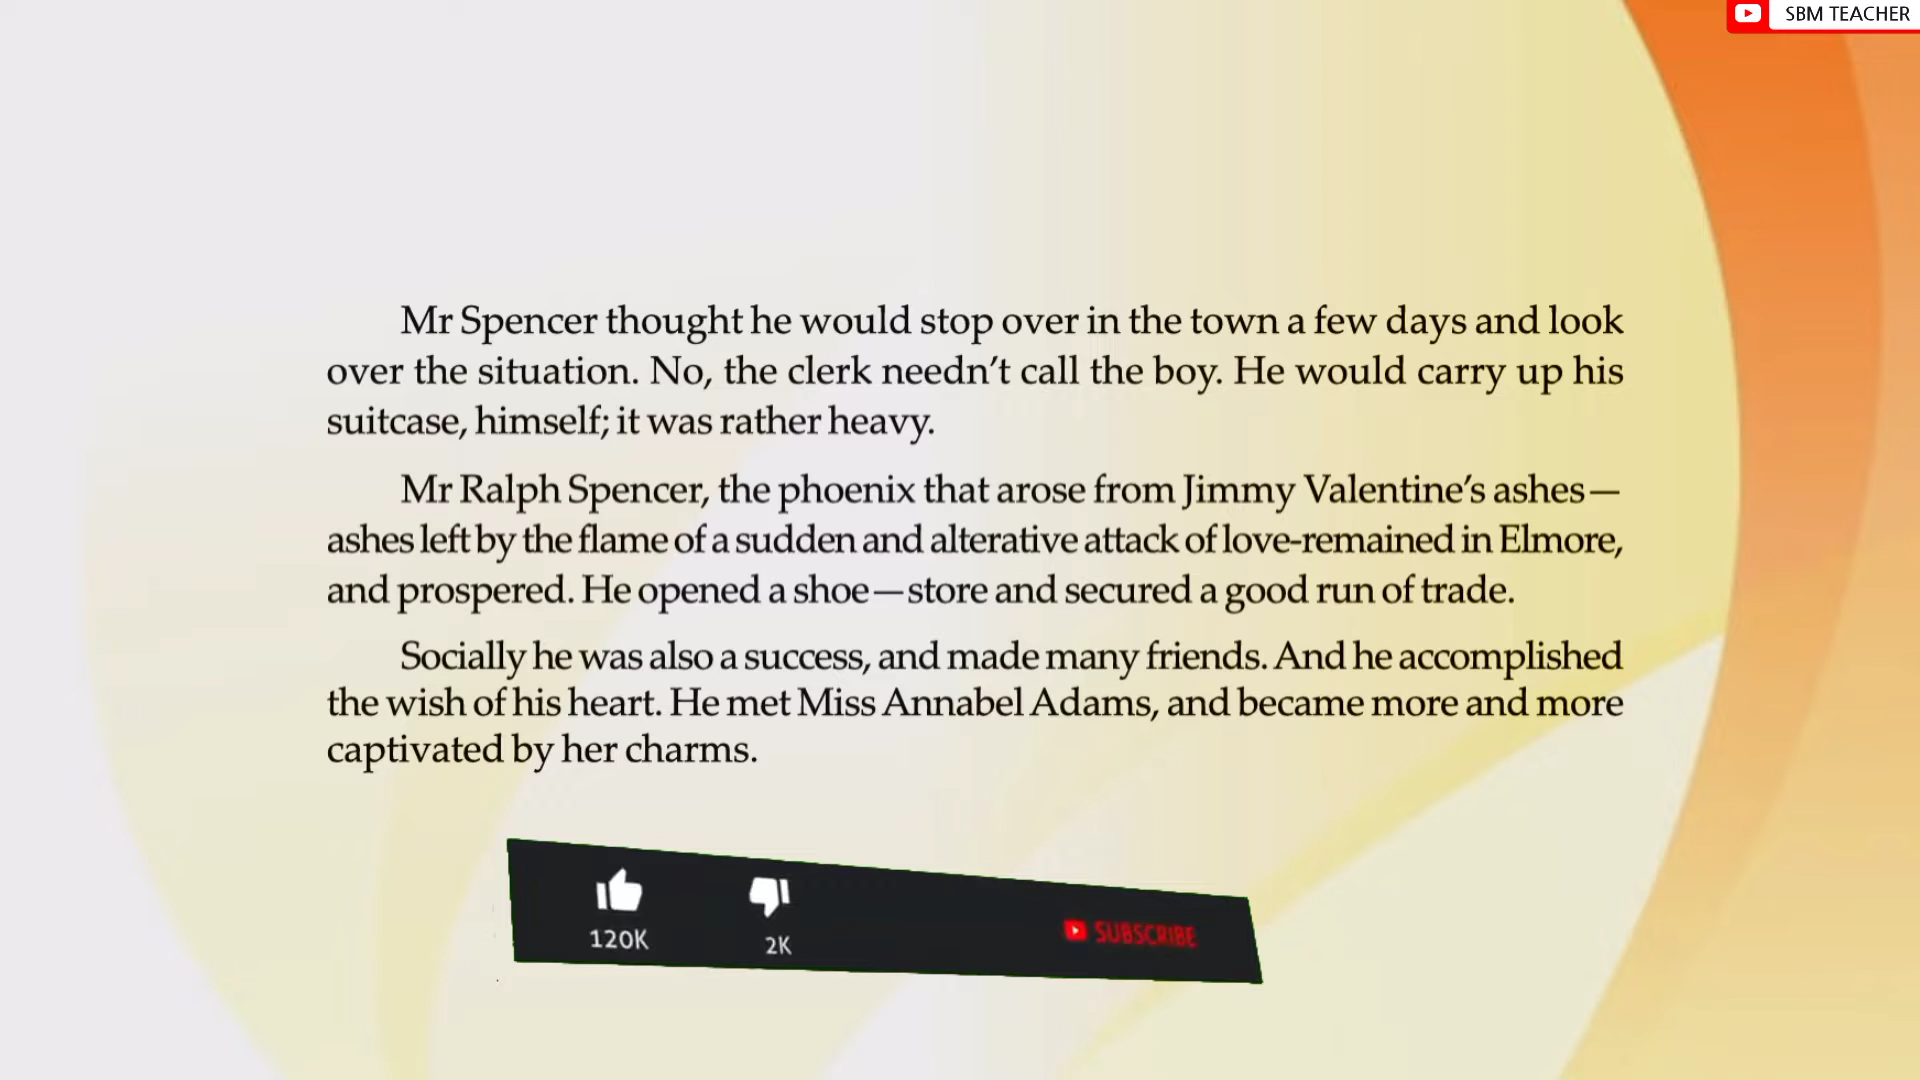 SBM TEACHER
Mr Spencer thought he would stop over in the town a few days and look
over the situation. No, the clerk needn't call the boy. He would carry up his
suitcase, himself; it was rather heavy.
Mr Ralph Spencer, the phoenix that arose from Jimmy Valentine's ashes—
ashes left by the flame of a sudden and alterative attack of love-remained in Elmore,
and prospered. He opened a shoe—store and secured a good run of trade.
Socially he was also a success, and made many friends. And he accomplished
the wish of his heart. He met Miss Annabel Adams, and became more and more
captivated by her charms.
120K 2K SUBSCRIBE